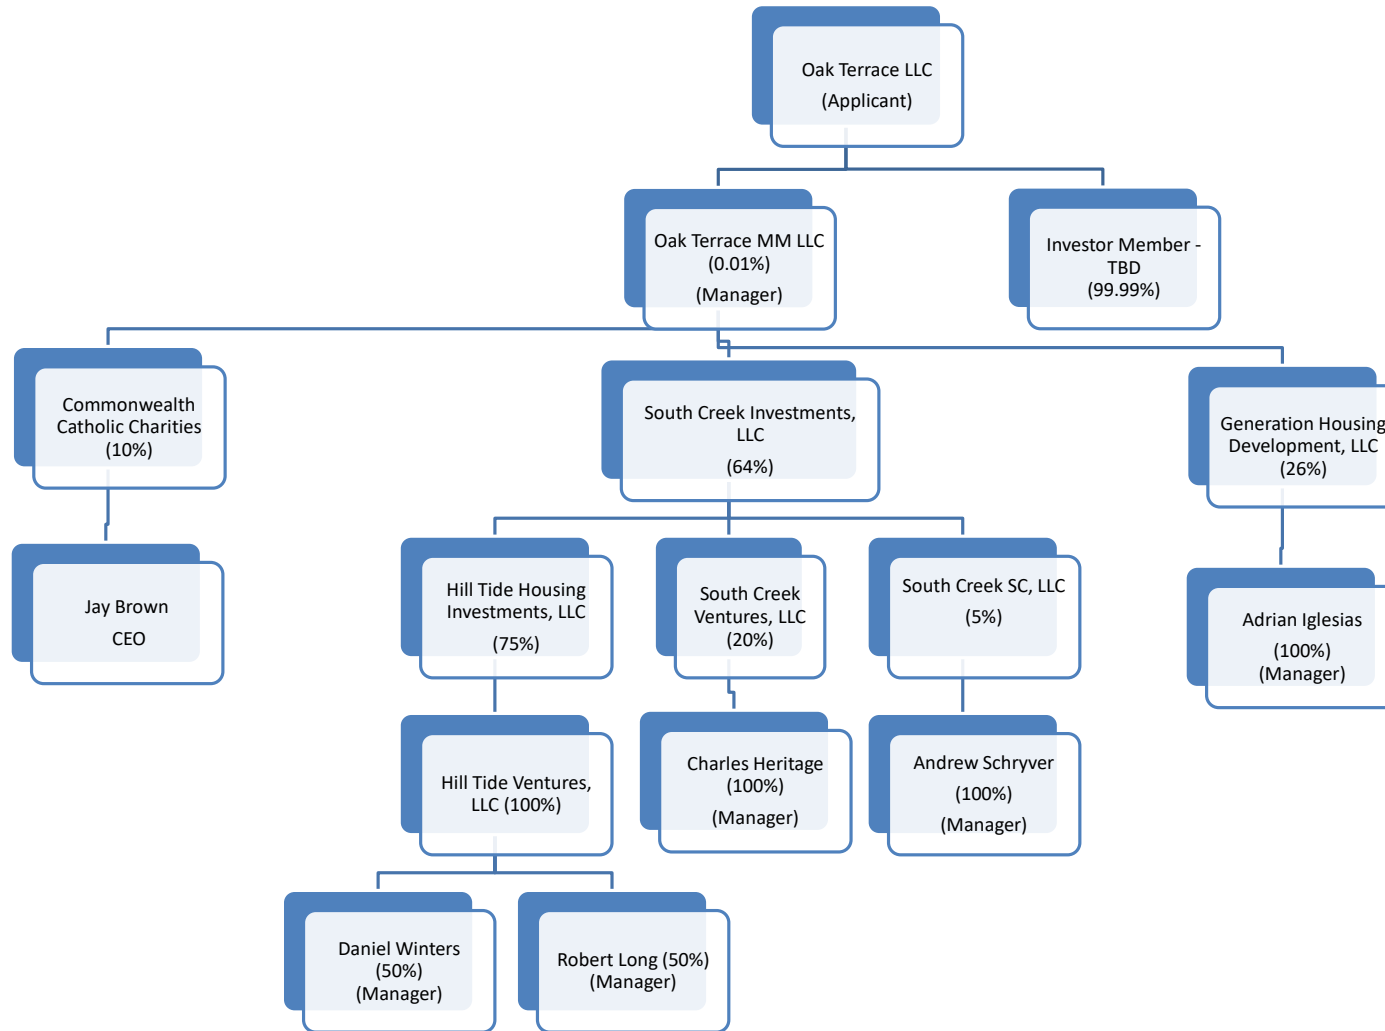 Oak Terrace LLC
(Applicant)
Oak Terrace MM LLC
(0.01%)
(Manager)
Investor Member -
TBD
(99.99%)
Commonwealth
Catholic Charities
(10%)
South Creek Investments,
LLC
(64%)
Generation Housing
Development, LLC
(26%)
Jay Brown
CEO
Hill Tide Housing
Investments, LLC
(75%)
South Creek
Ventures, LLC
(20%)
South Creek SC, LLC
(5%)
Adrian Iglesias
(100%)
(Manager)
Hill Tide Ventures,
LLC (100%)
Charles Heritage
(100%)
(Manager)
Andrew Schryver
(100%)
(Manager)
Daniel Winters
(50%)
(Manager)
Robert Long (50%)
(Manager)